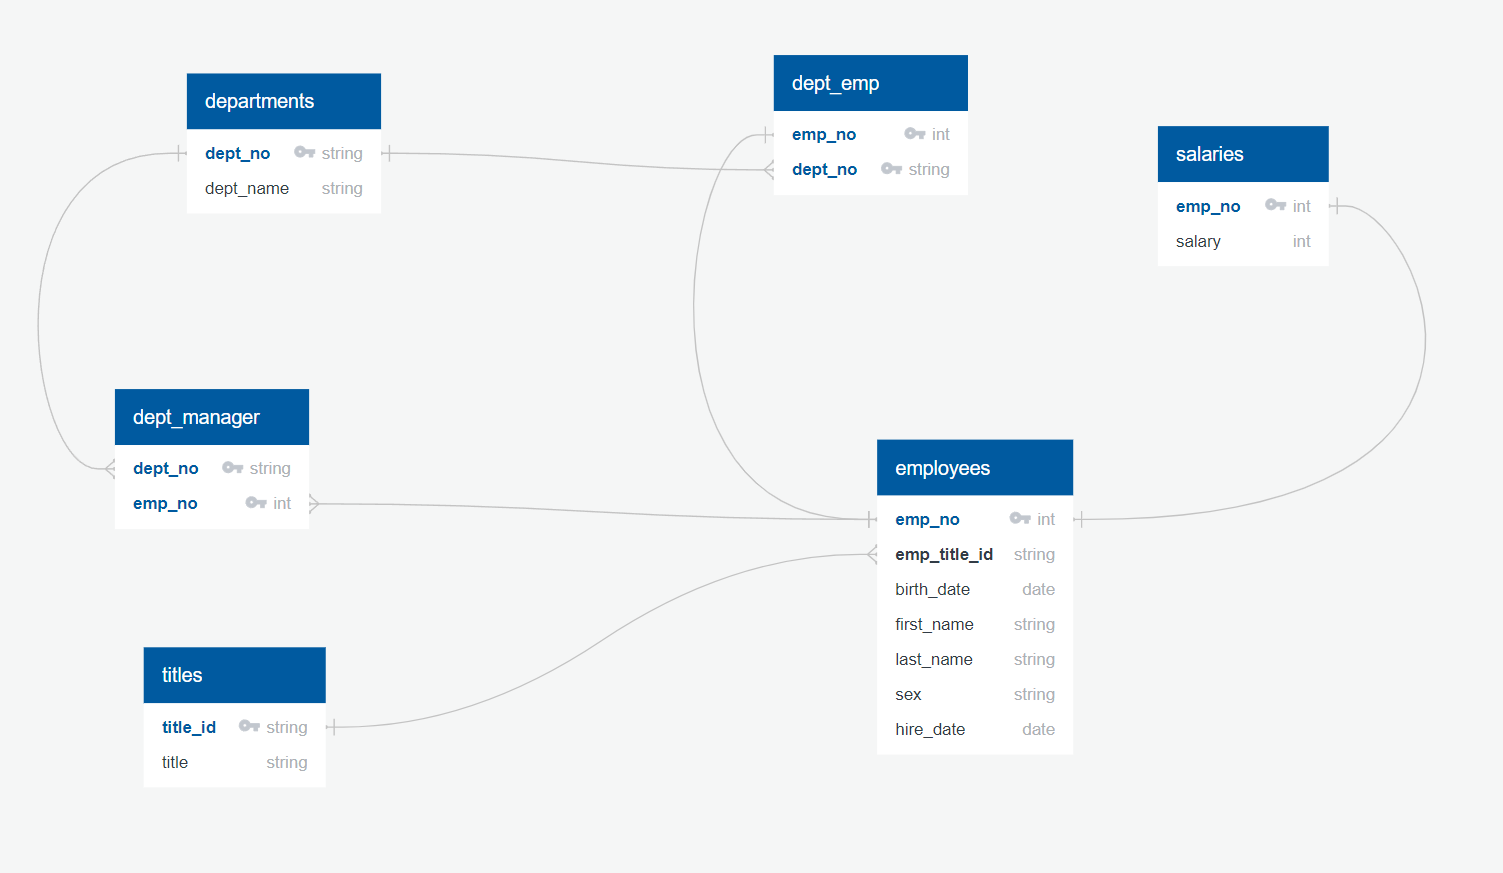 departments
dept_no string
dept_name string
dept_emp
emp_no int
dept_no string
salaries
emp_no int
salary int
dept_manager
dept_no string
emp_no int
employees
emp_no int
emp_title_id string
birth_date date
first_name string
last_name string
sex string
hire_date date
titles
title_id string
title string